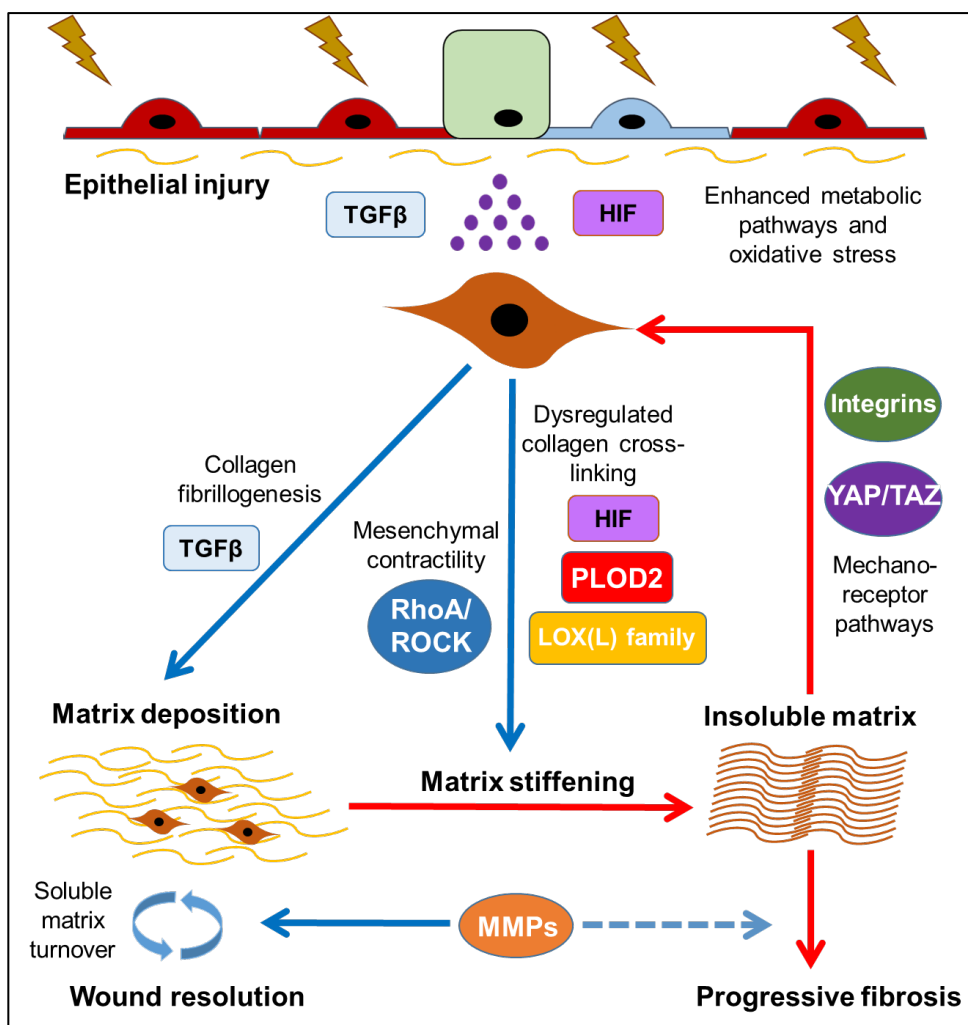 Epithelial injury
TGFβ
HIF
Enhanced metabolic
pathways and
oxidative stress
Collagen
fibrillogenesis
TGFβ
Mesenchymal
contractility
RhoA/
ROCK
Dysregulated
collagen cross-
linking
HIF
PLOD2
LOX(L) family
Integrins
YAP/TAZ
Mechano-
receptor
pathways
Matrix deposition
Matrix stiffening
Insoluble matrix
Soluble
matrix
turnover
MMPs
Wound resolution
Progressive fibrosis